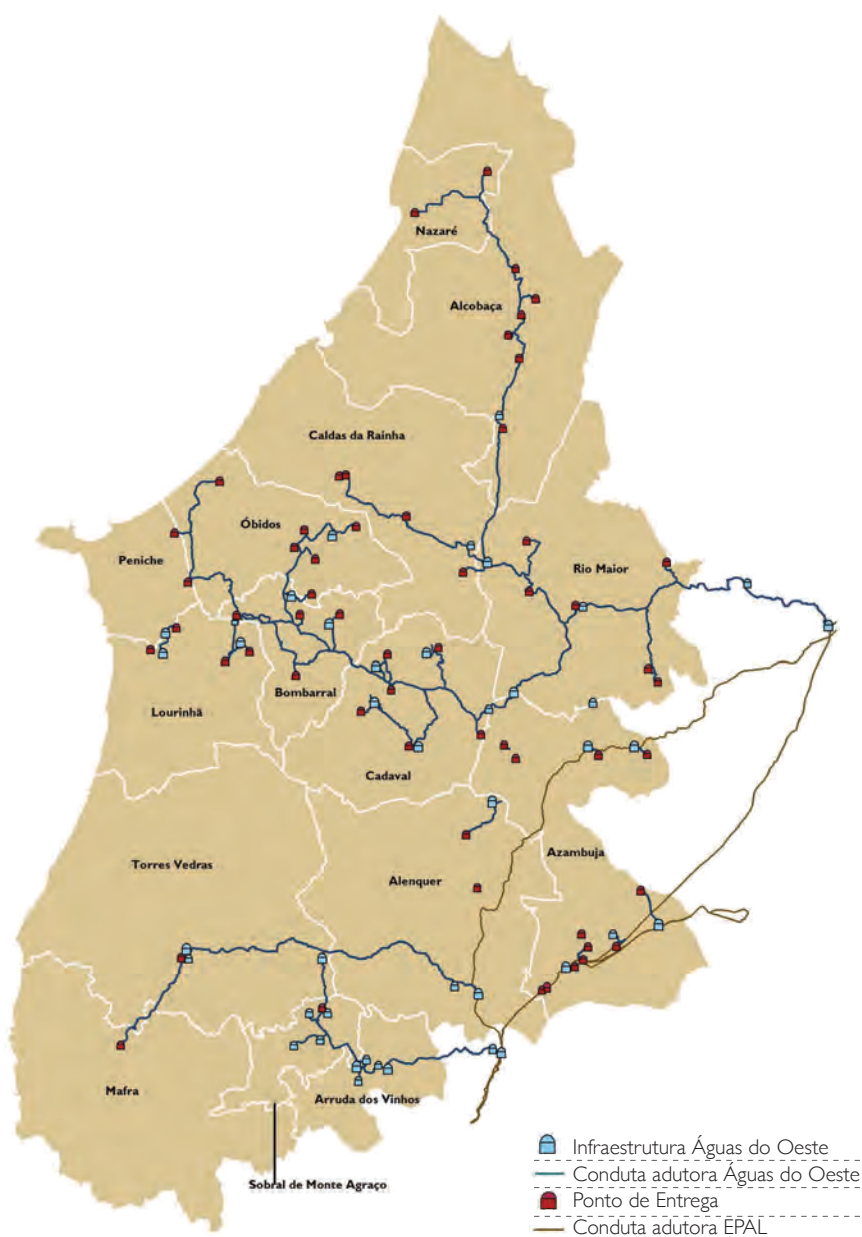 Nazaré
Alcobaça
Caldas da Rainha
Óbidos
Peniche
Rio Maior
Bombarral
Lourinhã
Cadaval
Torres Vedras
Alenquer
Azambuja
Mafra
Arruda dos Vinhos
Sobral de Monte Agraço
Infraestrutura Águas do Oeste
Conduta adutora Águas do Oeste
Ponto de Entrega
Conduta adutora EPAL